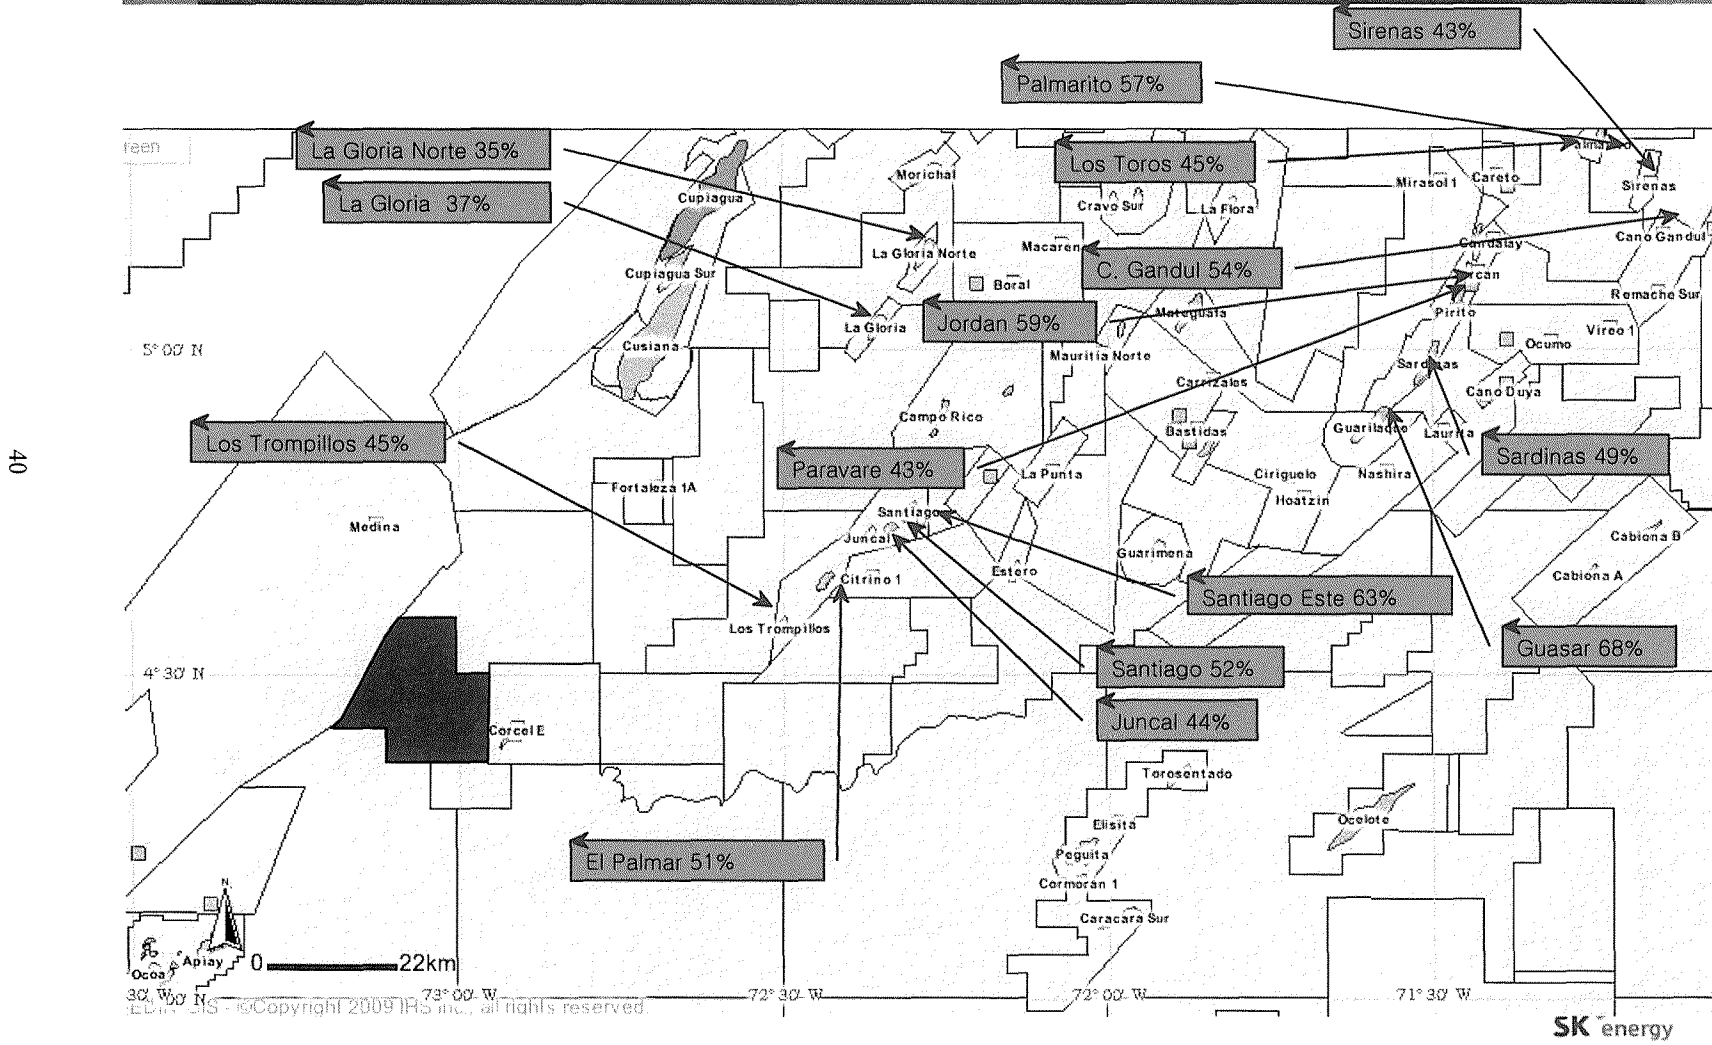 Sirenas 43%
Palmarito 57%
reen
La Gloria Norte 35%
Los Toros 45%
La Gloria 37%
Morichal
Mirasol 1
Careto
Sirenas
Cupiagua
Cravo Sur
La Flora
Cano Gandul
La Gloria Norte
Macaren
C. Gandul 54%
Cupiagua Sur
Boral
Remache Sur
Jordan 59%
Pirito
La Gloria
Vireo 1
Cusiana
Mauritia Norte
Ocumo
5° 00' N
Carrizales
Cano Duya
Campo Rico
Bastidas
Laurita
Los Trompillos 45%
Paravare 43%
Sardinas 49%
40
La Punta
Ciriguelo
Nashira
Fortaleza 1A
Hoatzin
Santiago
Medina
Juncal
Guarimena
Cabiona B
Estero
Citrino 1
Cabiona A
Santiago Este 63%
Los Trompillos
Guasar 68%
4° 30' N
Santiago 52%
Juncal 44%
Corcel E
Torosentado
Elisita
Ocelote
El Palmar 51%
Peguita
Cormorán 1
N
Caracara Sur
Apiay
Ocoa
0 22km
73° 00' W
72° 30' W
72° 00' W
71° 30' W
©Copyright 2009 IHS Inc., all rights reserved
SK energy